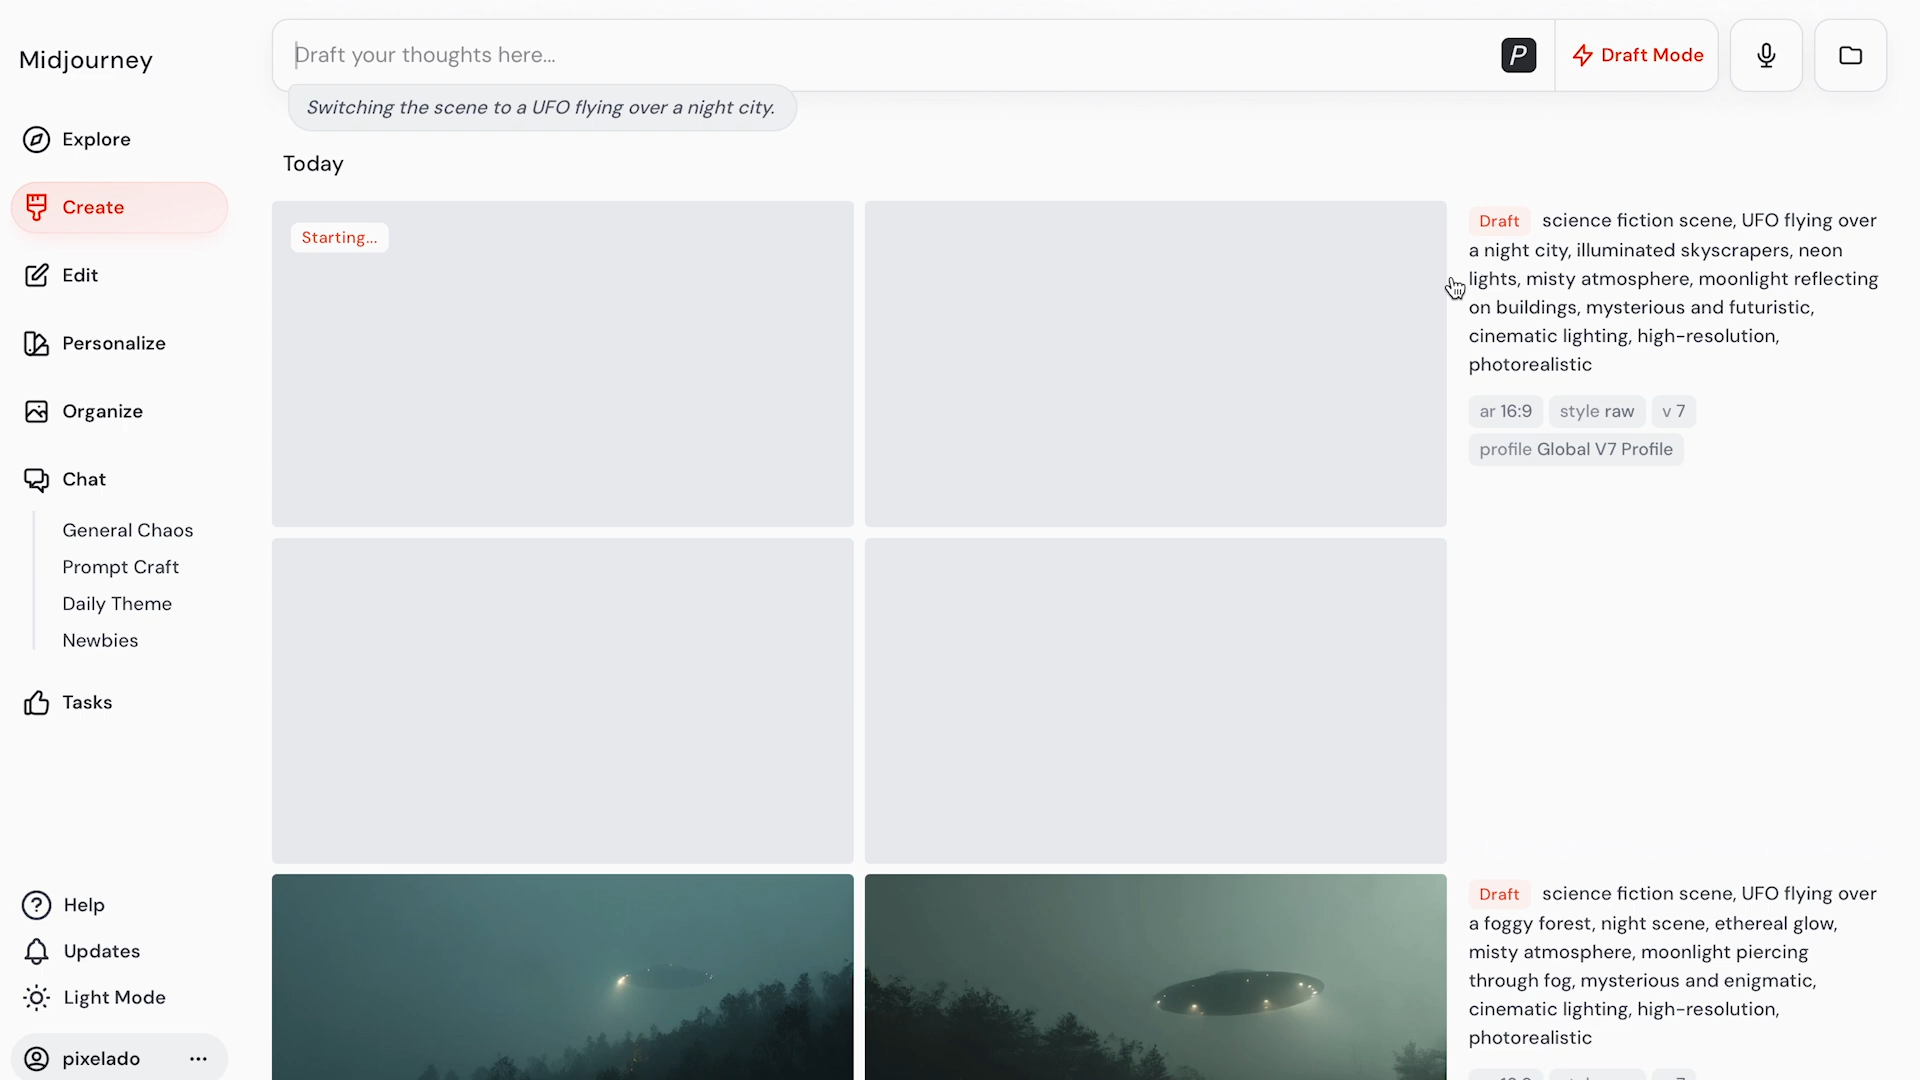 Midjourney
Explore
Create
Edit
Personalize
Organize
Chat
General Chaos
Prompt Craft
Daily Theme
Newbies
Tasks
Help
Updates
Light Mode
pixelado
Draft your thoughts here...
P
Draft Mode
Switching the scene to a UFO flying over a night city.
Today
Starting...
Draft science fiction scene, UFO flying over
a night city, illuminated skyscrapers, neon
lights, misty atmosphere, moonlight reflecting
on buildings, mysterious and futuristic,
cinematic lighting, high-resolution,
photorealistic
ar 16:9 style raw v 7
profile Global V7 Profile
Draft science fiction scene, UFO flying over
a foggy forest, night scene, ethereal glow,
misty atmosphere, moonlight piercing
through fog, mysterious and enigmatic,
cinematic lighting, high-resolution,
photorealistic